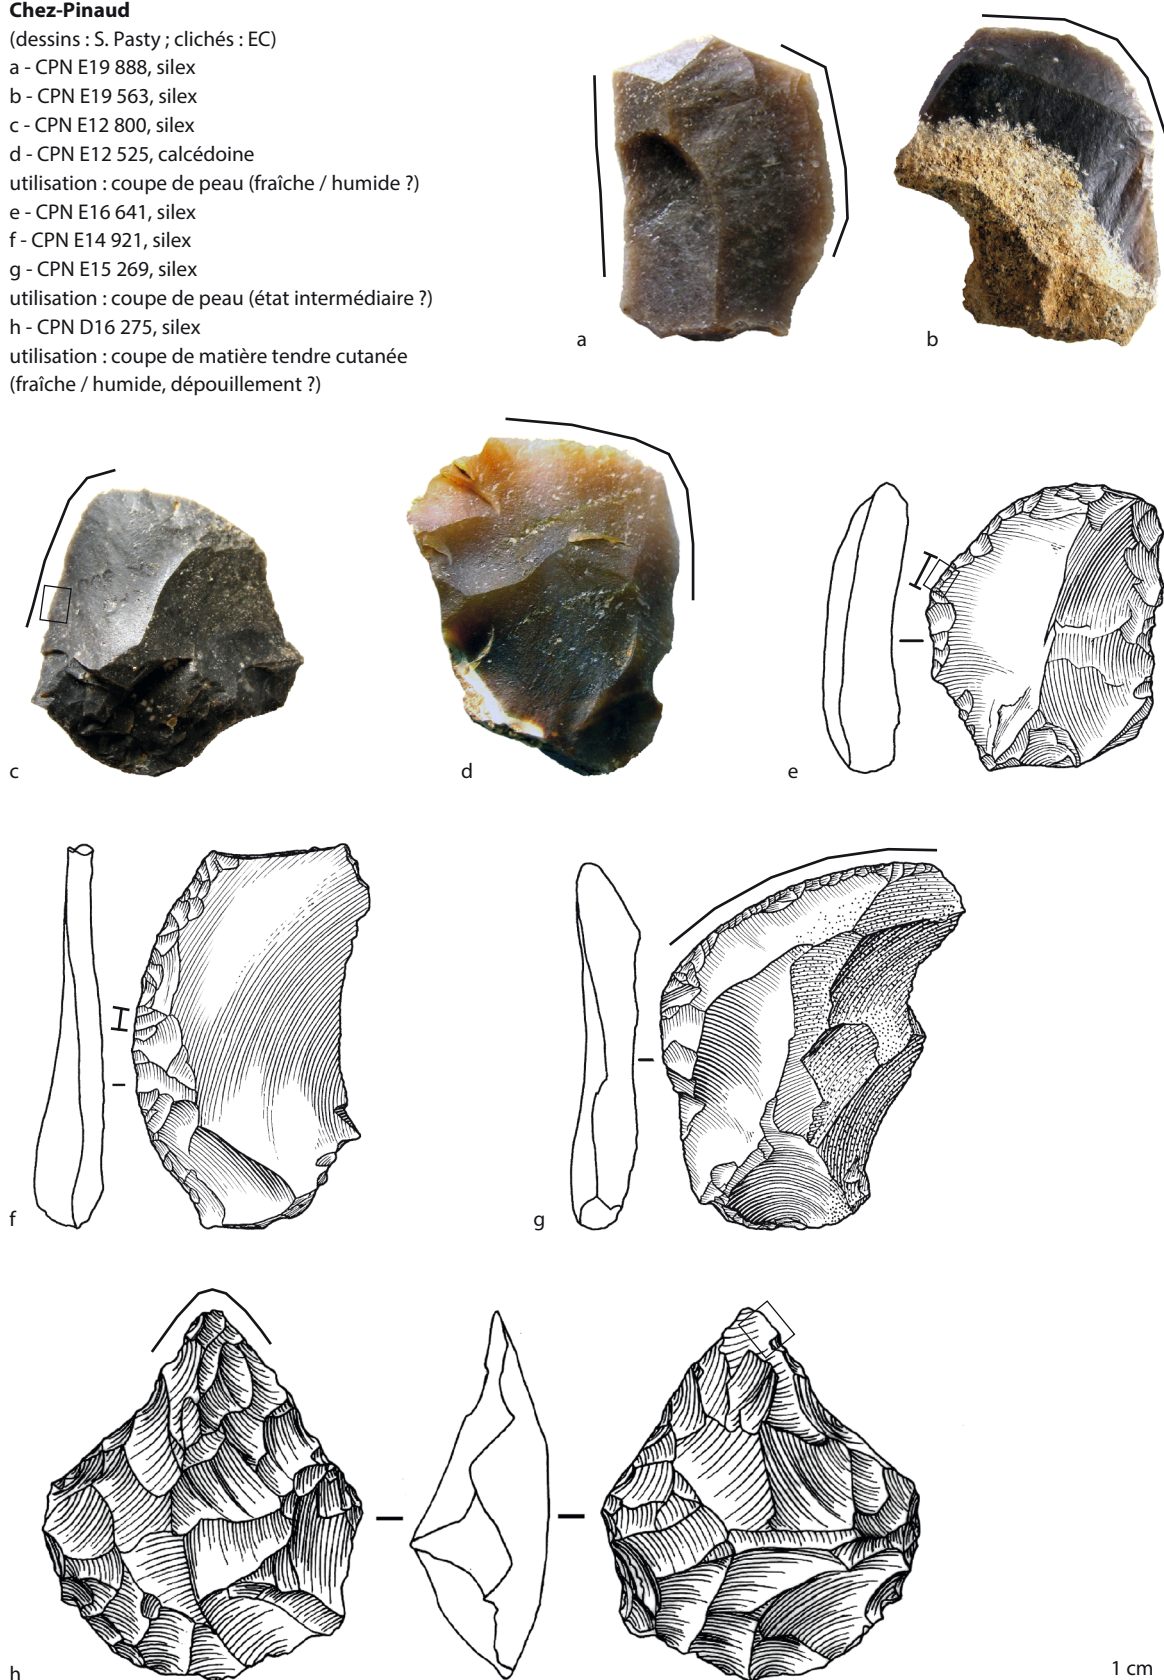 Chez-Pinaud
(dessins : S. Pasty ; clichés : EC)
a - CPN E19 888, silex
b - CPN E19 563, silex
c - CPN E12 800, silex
d - CPN E12 525, calcédoine
utilisation : coupe de peau (fraîche / humide ?)
e - CPN E16 641, silex
f - CPN E14 921, silex
g - CPN E15 269, silex
utilisation : coupe de peau (état intermédiaire ?)
h - CPN D16 275, silex
utilisation : coupe de matière tendre cutanée
(fraîche / humide, dépouillement ?)
a
b
c
d
e
f
g
h
1 cm